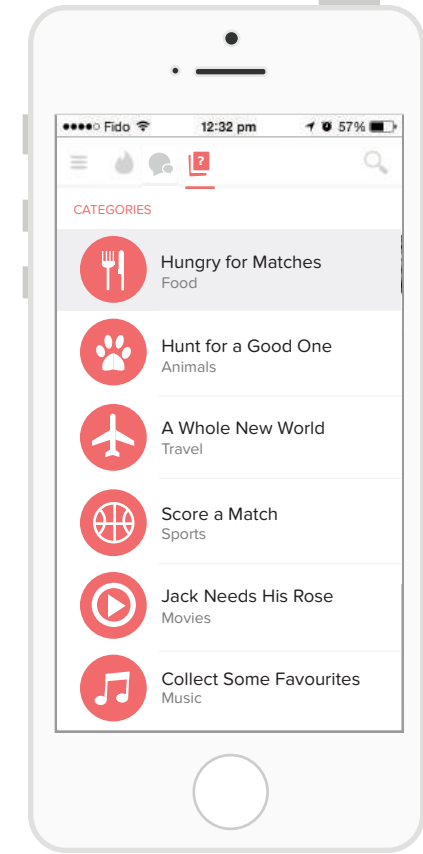 Fido 12:32 pm 57%
?
CATEGORIES
Hungry for Matches
Food
Hunt for a Good One
Animals
A Whole New World
Travel
Score a Match
Sports
Jack Needs His Rose
Movies
Collect Some Favourites
Music